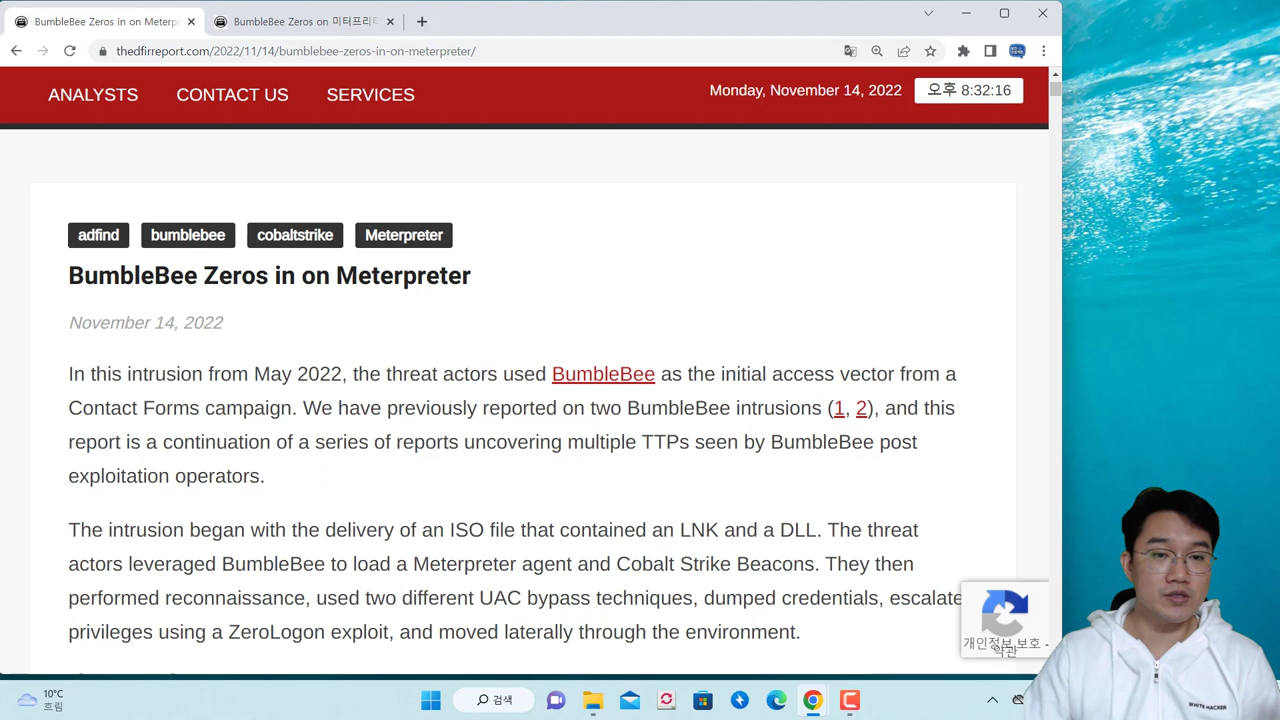 BumbleBee Zeros in on Meterpr
BumbleBee Zeros on 미터프리트
thedfirreport.com/2022/11/14/bumblebee-zeros-in-on-meterpreter/
ANALYSTS CONTACT US SERVICES
Monday, November 14, 2022 오후 8:32:16
adfind bumblebee cobaltstrike Meterpreter
BumbleBee Zeros in on Meterpreter
November 14, 2022
In this intrusion from May 2022, the threat actors used BumbleBee as the initial access vector from a
Contact Forms campaign. We have previously reported on two BumbleBee intrusions (1, 2), and this
report is a continuation of a series of reports uncovering multiple TTPs seen by BumbleBee post
exploitation operators.
The intrusion began with the delivery of an ISO file that contained an LNK and a DLL. The threat
actors leveraged BumbleBee to load a Meterpreter agent and Cobalt Strike Beacons. They then
performed reconnaissance, used two different UAC bypass techniques, dumped credentials, escalate
privileges using a ZeroLogon exploit, and moved laterally through the environment.
개인정보 보호 -
약관
WHITE HACKER
10°C
흐림
검색